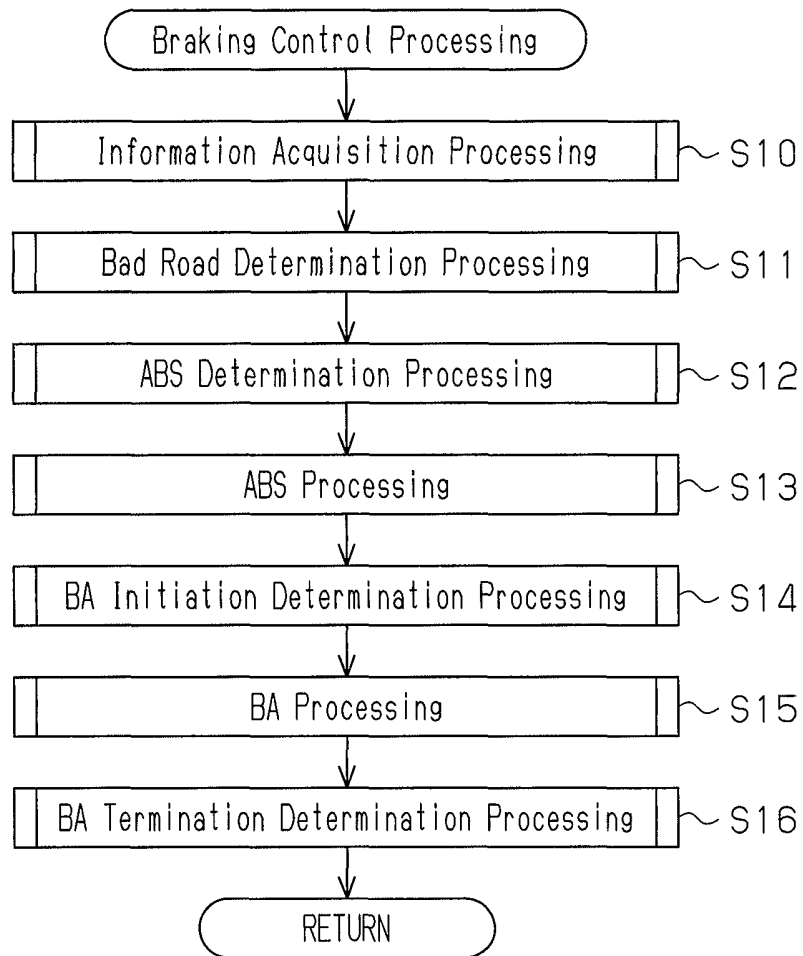 Braking Control Processing
Information Acquisition Processing S10
Bad Road Determination Processing S11
ABS Determination Processing S12
ABS Processing S13
BA Initiation Determination Processing S14
BA Processing S15
BA Termination Determination Processing S16
RETURN